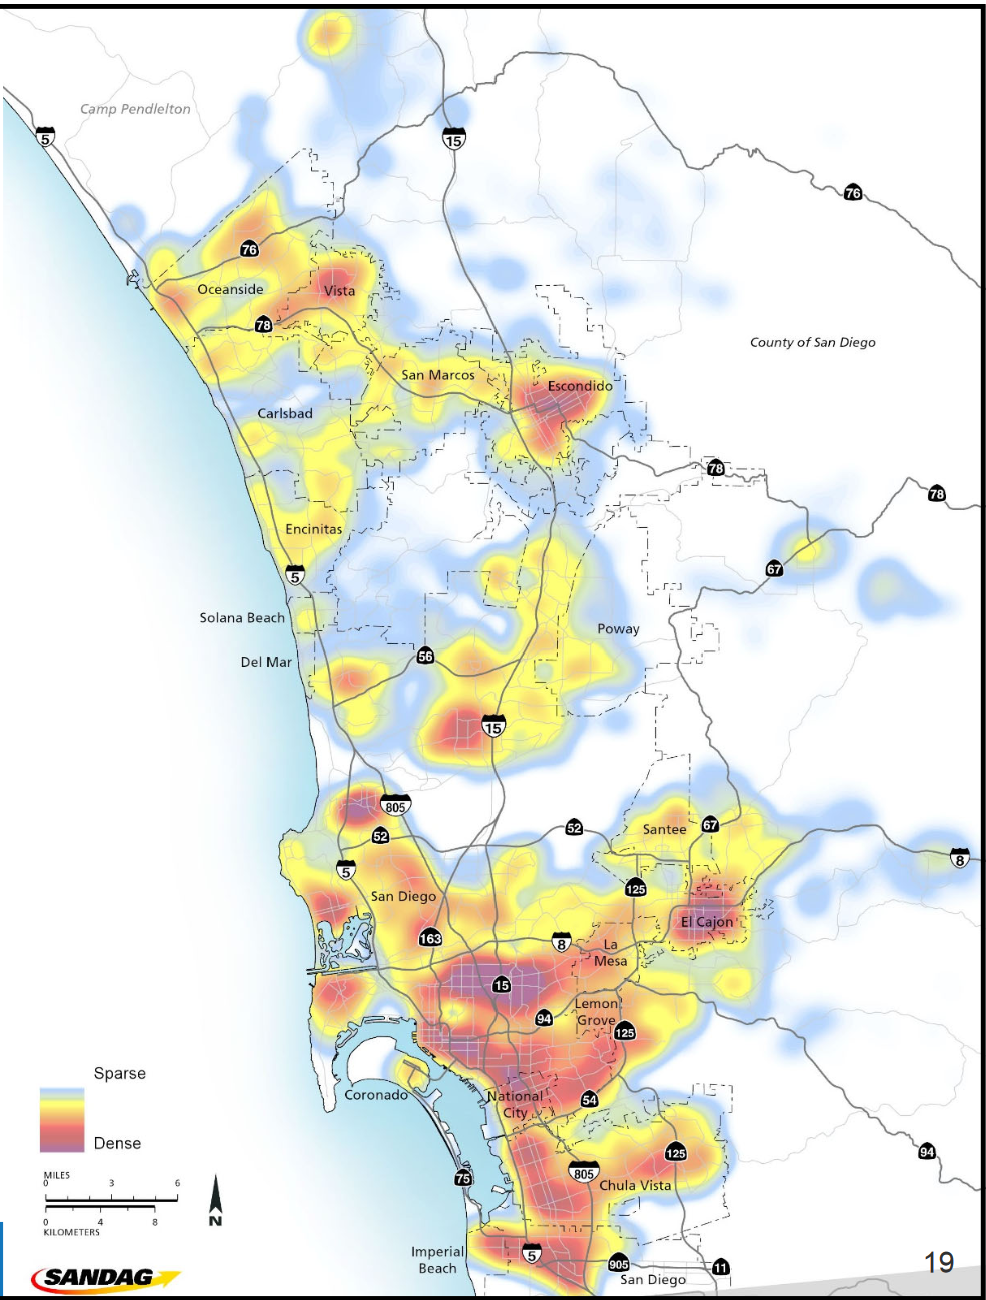 Camp Pendlelton
5
15
76
76
Oceanside
Vista
78
County of San Diego
San Marcos
Escondido
Carlsbad
78
78
Encinitas
67
5
Solana Beach
Poway
Del Mar
56
15
805
52
52
Santee
67
5
8
125
San Diego
El Cajon
163
8
La
Mesa
15
Lemon
Grove
94
125
Sparse
Coronado
National
City
54
Dense
94
125
MILES
0 3 6
75
805
Chula Vista
N
0 4 8
KILOMETERS
Imperial
Beach
5
905
11
19
San Diego
SANDAG